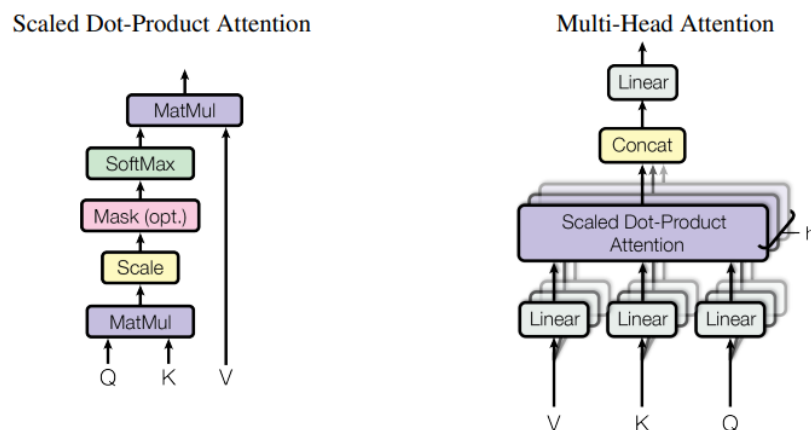 Scaled Dot-Product Attention
MatMul
SoftMax
Mask (opt.)
Scale
MatMul
Q K V
Multi-Head Attention
Linear
Concat
Scaled Dot-Product
Attention
h
Linear Linear Linear
V K Q